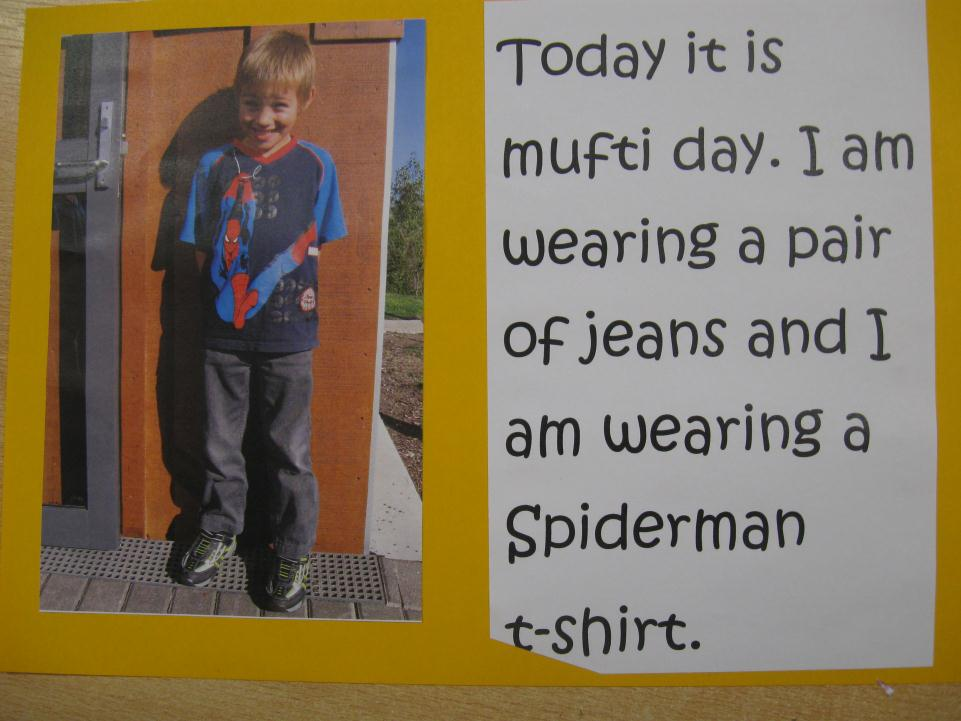 Today it is
mufti day. I am
wearing a pair
of jeans and I
am wearing a
Spiderman
t-shirt.